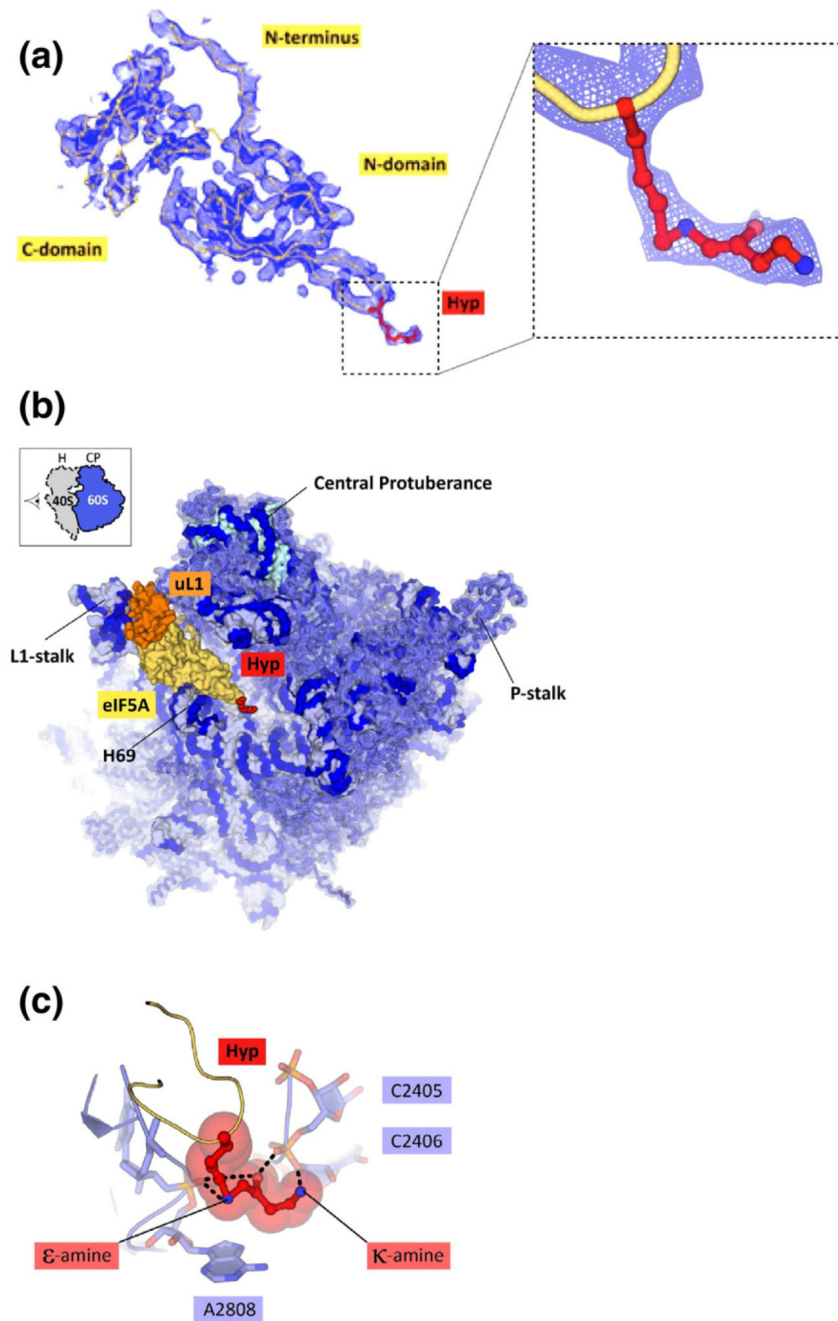 (a)
N-terminus
N-domain
C-domain
Hyp
(b)
H CP
40S 60S
Central Protuberance
uL1
L1-stalk
Hyp
P-stalk
eIF5A
H69
(c)
Hyp
C2405
C2406
ε-amine
κ-amine
A2808